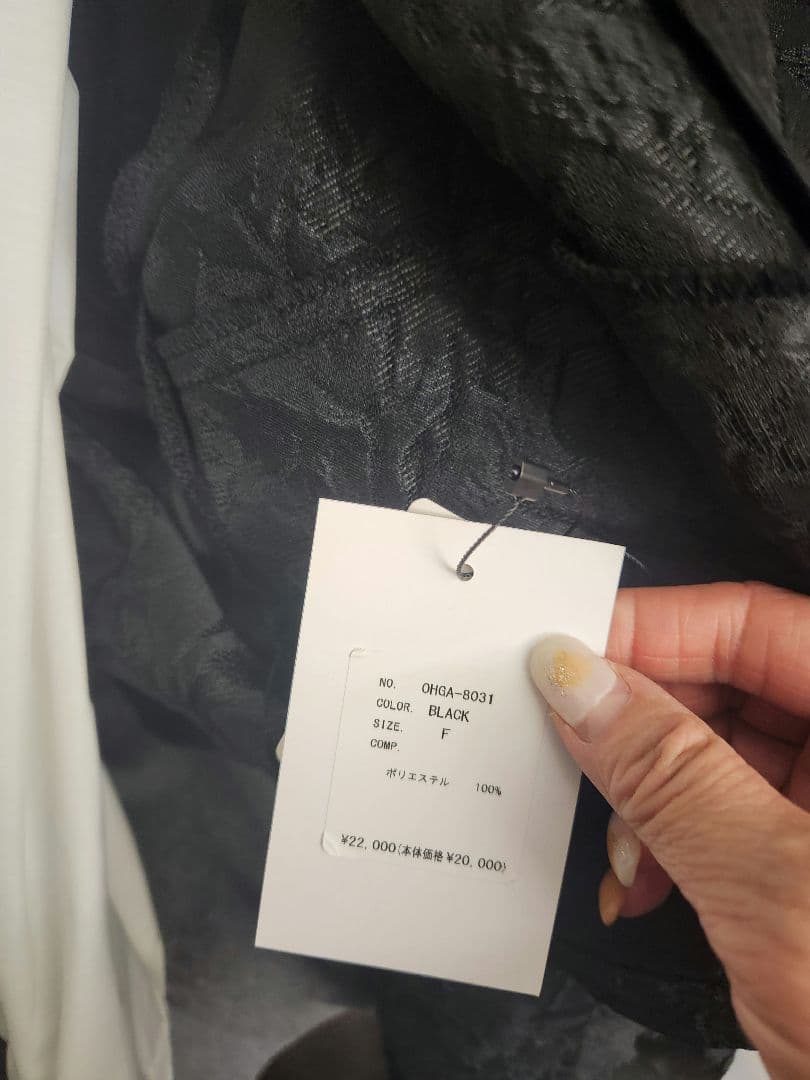 NO. OHGA-8031
COLOR. BLACK
SIZE. F
COMP.
ポリエステル 100%
¥22,000(本体価格¥20,000)